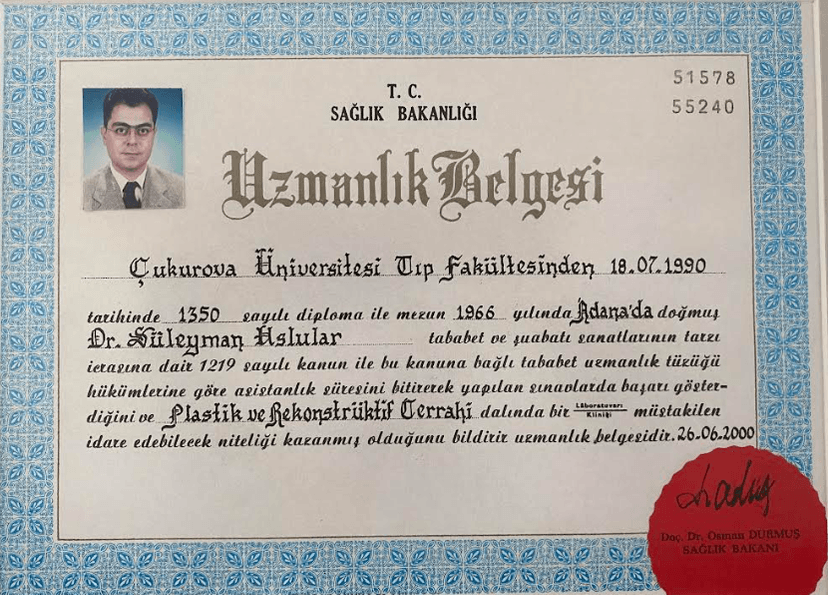 51578
55240
T. C.
SAĞLIK BAKANLIĞI
Uzmanlık Belgesi
Çukurova Üniversitesi Tıp Fakültesinden 18.07.1990
tarihinde 1350 sayılı diploma ile mezun 1966 yılında Adana'da doğmuş
Dr. Süleyman Uslular tababet ve şuabatı sanatlarının tarzı
icrasına dair 1219 sayılı kanun ile bu kanuna bağlı tababet uzmanlık tüzüğü
hükümlerine göre asistanlık süresini bitirerek yapılan sınavlarda başarı göster-
diğini ve Plastik ve Rekonstrüktif Cerrahi dalında bir Lâboratuvarı Kliniği müstakilen
idare edebilecek niteliği kazanmış olduğunu bildirir uzmanlık belgesidir. 26.06.2000
Doç. Dr. Osman DURMUŞ
SAĞLIK BAKANI